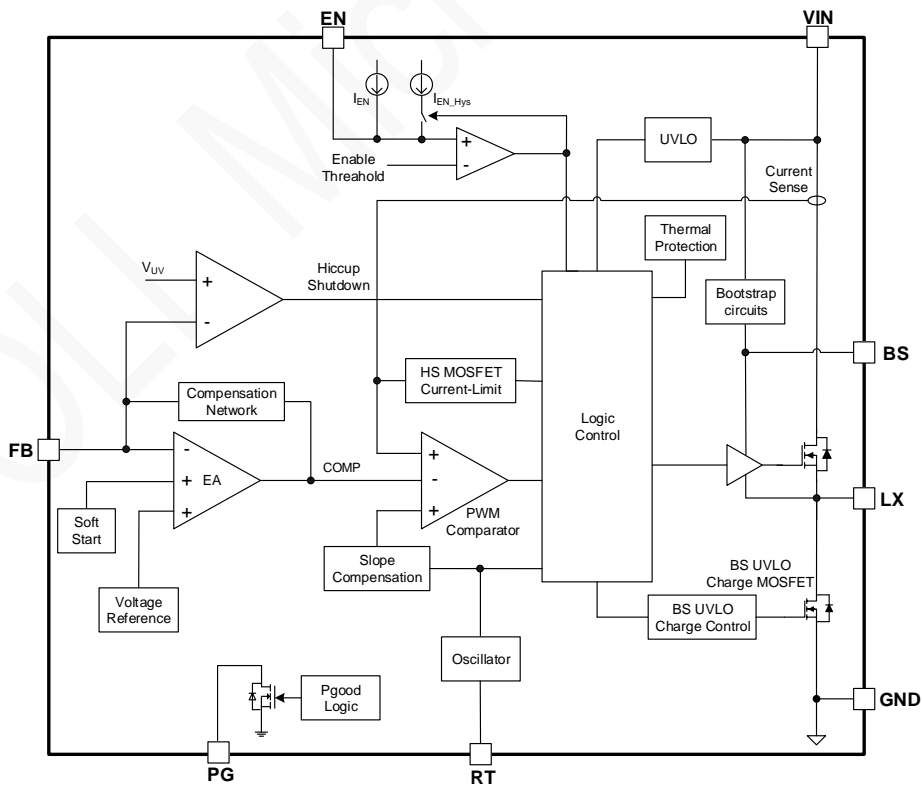 EN
VIN
I_EN
I_EN_Hys
+
-
Enable
Threshold
UVLO
Current
Sense
Thermal
Protection
V_UV
+
-
Hiccup
Shutdown
Bootstrap
circuits
BS
HS MOSFET
Current-Limit
Compensation
Network
Logic
Control
FB
-
+
+
EA
COMP
+
-
+
PWM
Comparator
LX
Soft
Start
Slope
Compensation
BS UVLO
Charge MOSFET
Voltage
Reference
BS UVLO
Charge Control
Oscillator
Pgood
Logic
GND
PG
RT